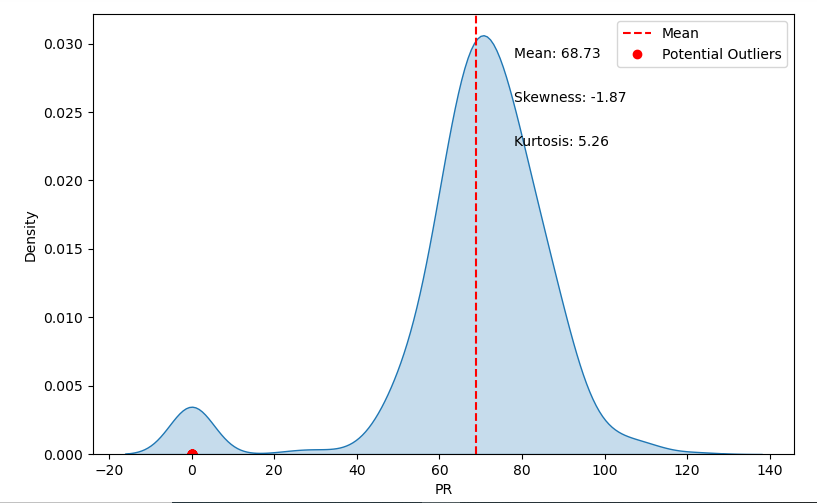 Mean
Potential Outliers
Mean: 68.73
Skewness: -1.87
Kurtosis: 5.26
Density
0.030
0.025
0.020
0.015
0.010
0.005
0.000
−20
0
20
40
60
80
100
120
140
PR